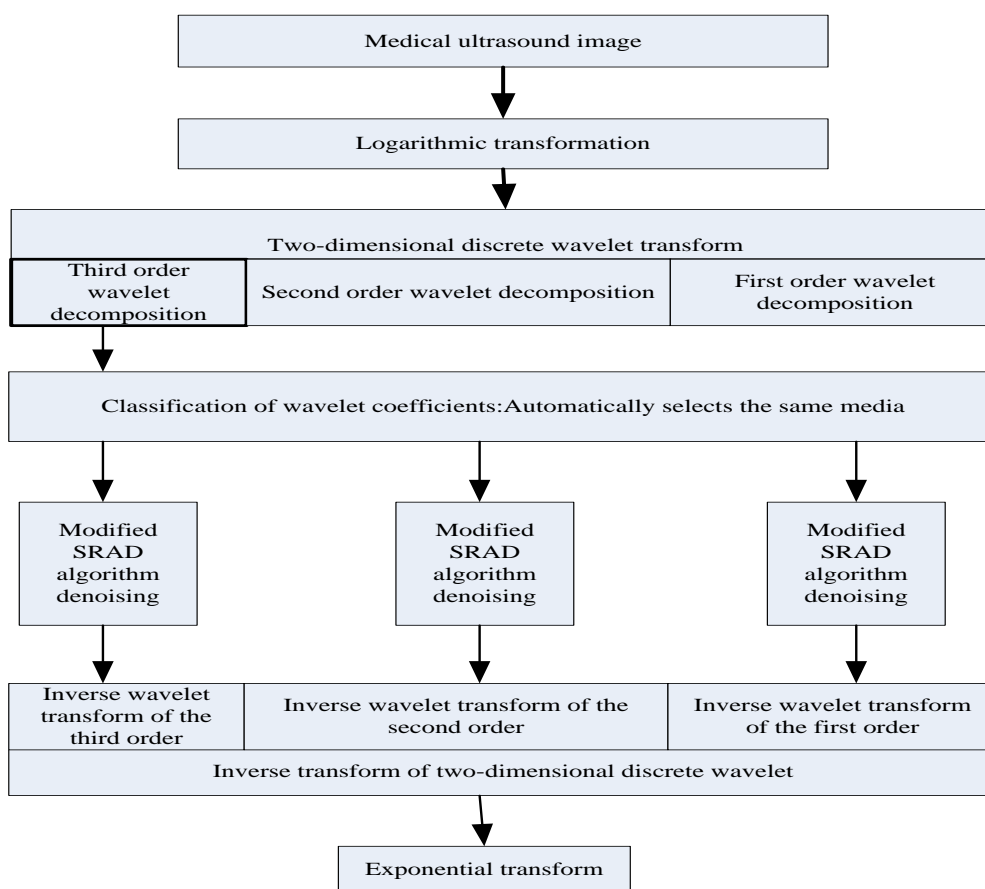 Medical ultrasound image
Logarithmic transformation
Two-dimensional discrete wavelet transform
Third order
wavelet
decomposition
Second order wavelet decomposition
First order wavelet
decomposition
Classification of wavelet coefficients:Automatically selects the same media
Modified
SRAD
algorithm
denoising
Modified
SRAD
algorithm
denoising
Modified
SRAD
algorithm
denoising
Inverse wavelet
transform of the
third order
Inverse wavelet transform of the
second order
Inverse wavelet transform
of the first order
Inverse transform of two-dimensional discrete wavelet
Exponential transform